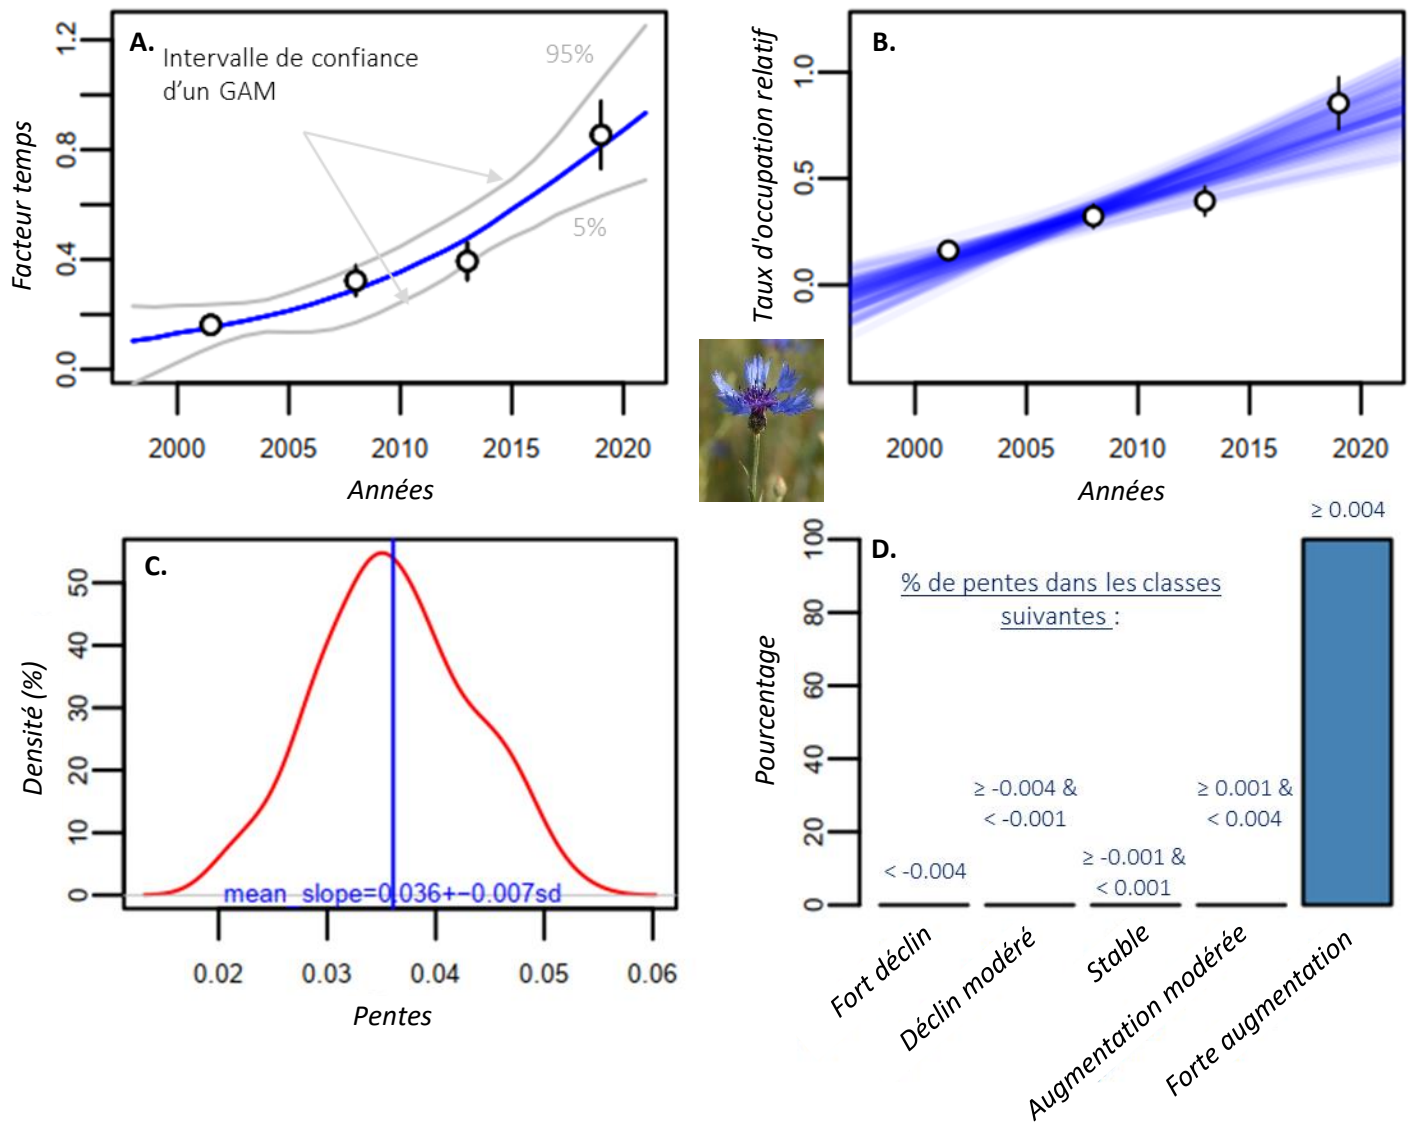 A.
Intervalle de confiance
d'un GAM
95%
5%
Facteur temps
1.2
0.8
0.4
0.0
2000 2005 2010 2015 2020
Années
B.
Taux d'occupation relatif
1.0
0.5
0.0
2000 2005 2010 2015 2020
Années
C.
Densité (%)
50
40
30
20
10
0
mean_slope=0.036+−0.007sd
0.02 0.03 0.04 0.05 0.06
Pentes
D.
≥ 0.004
% de pentes dans les classes
suivantes :
Pourcentage
100
80
60
40
20
0
< -0.004
≥ -0.004 &
< -0.001
≥ -0.001 &
< 0.001
≥ 0.001 &
< 0.004
Fort déclin
Déclin modéré
Stable
Augmentation modérée
Forte augmentation